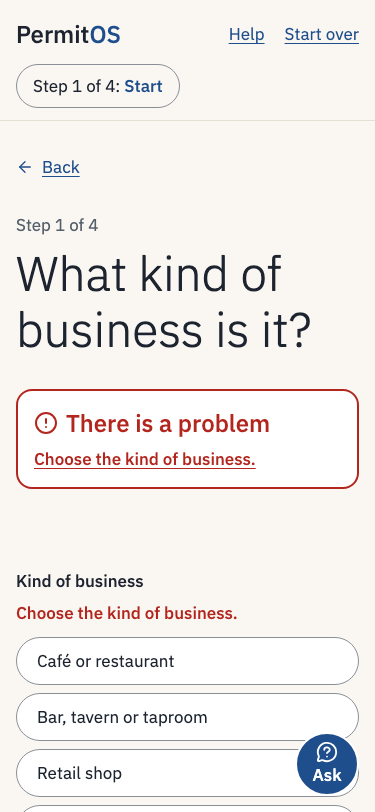 PermitOS
Help
Start over
Step 1 of 4: Start
Back
Step 1 of 4
What kind of
business is it?
There is a problem
Choose the kind of business.
Kind of business
Choose the kind of business.
Café or restaurant
Bar, tavern or taproom
Retail shop
Ask